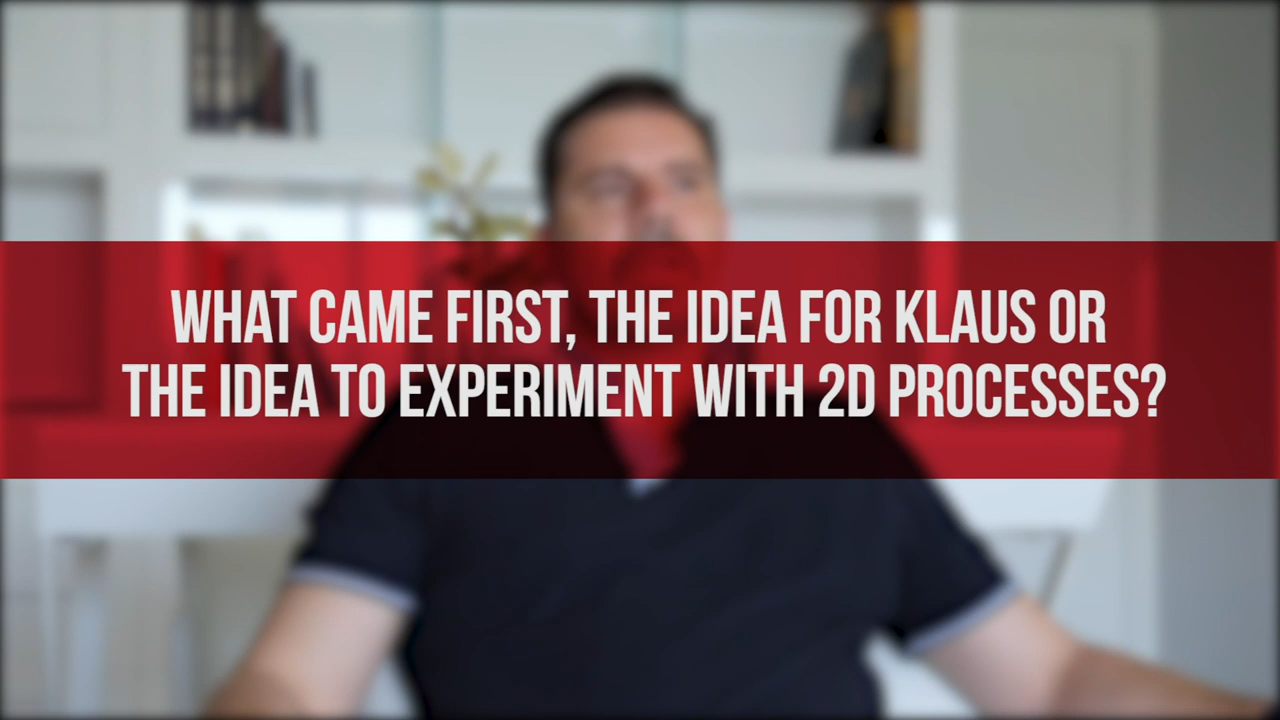 WHAT CAME FIRST, THE IDEA FOR KLAUS OR
THE IDEA TO EXPERIMENT WITH 2D PROCESSES?